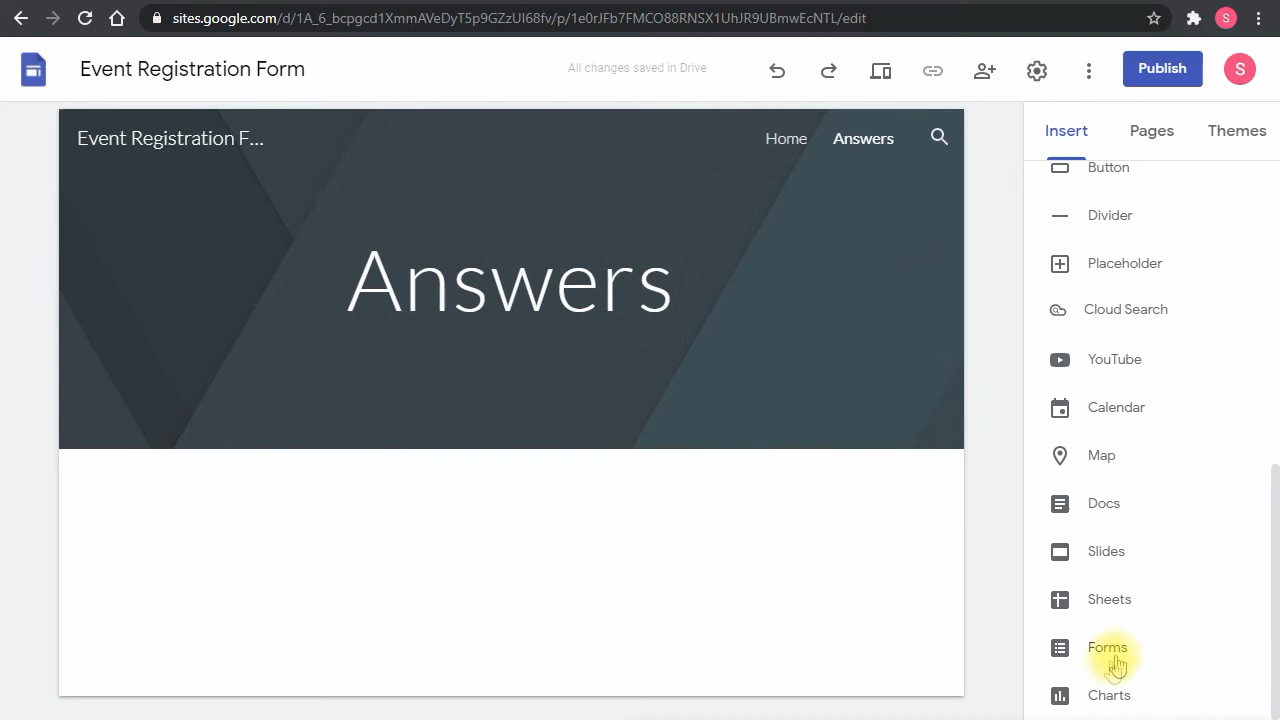 sites.google.com/d/1A_6_bcpgcd1XmmAVeDyT5p9GZzUI68fv/p/1e0rJFb7FMCO88RNSX1UhJR9UBmwEcNTL/edit
S
Event Registration Form
All changes saved in Drive
Publish
S
Event Registration F...
Home
Answers
Answers
Insert
Pages
Themes
Button
Divider
Placeholder
Cloud Search
YouTube
Calendar
Map
Docs
Slides
Sheets
Forms
Charts